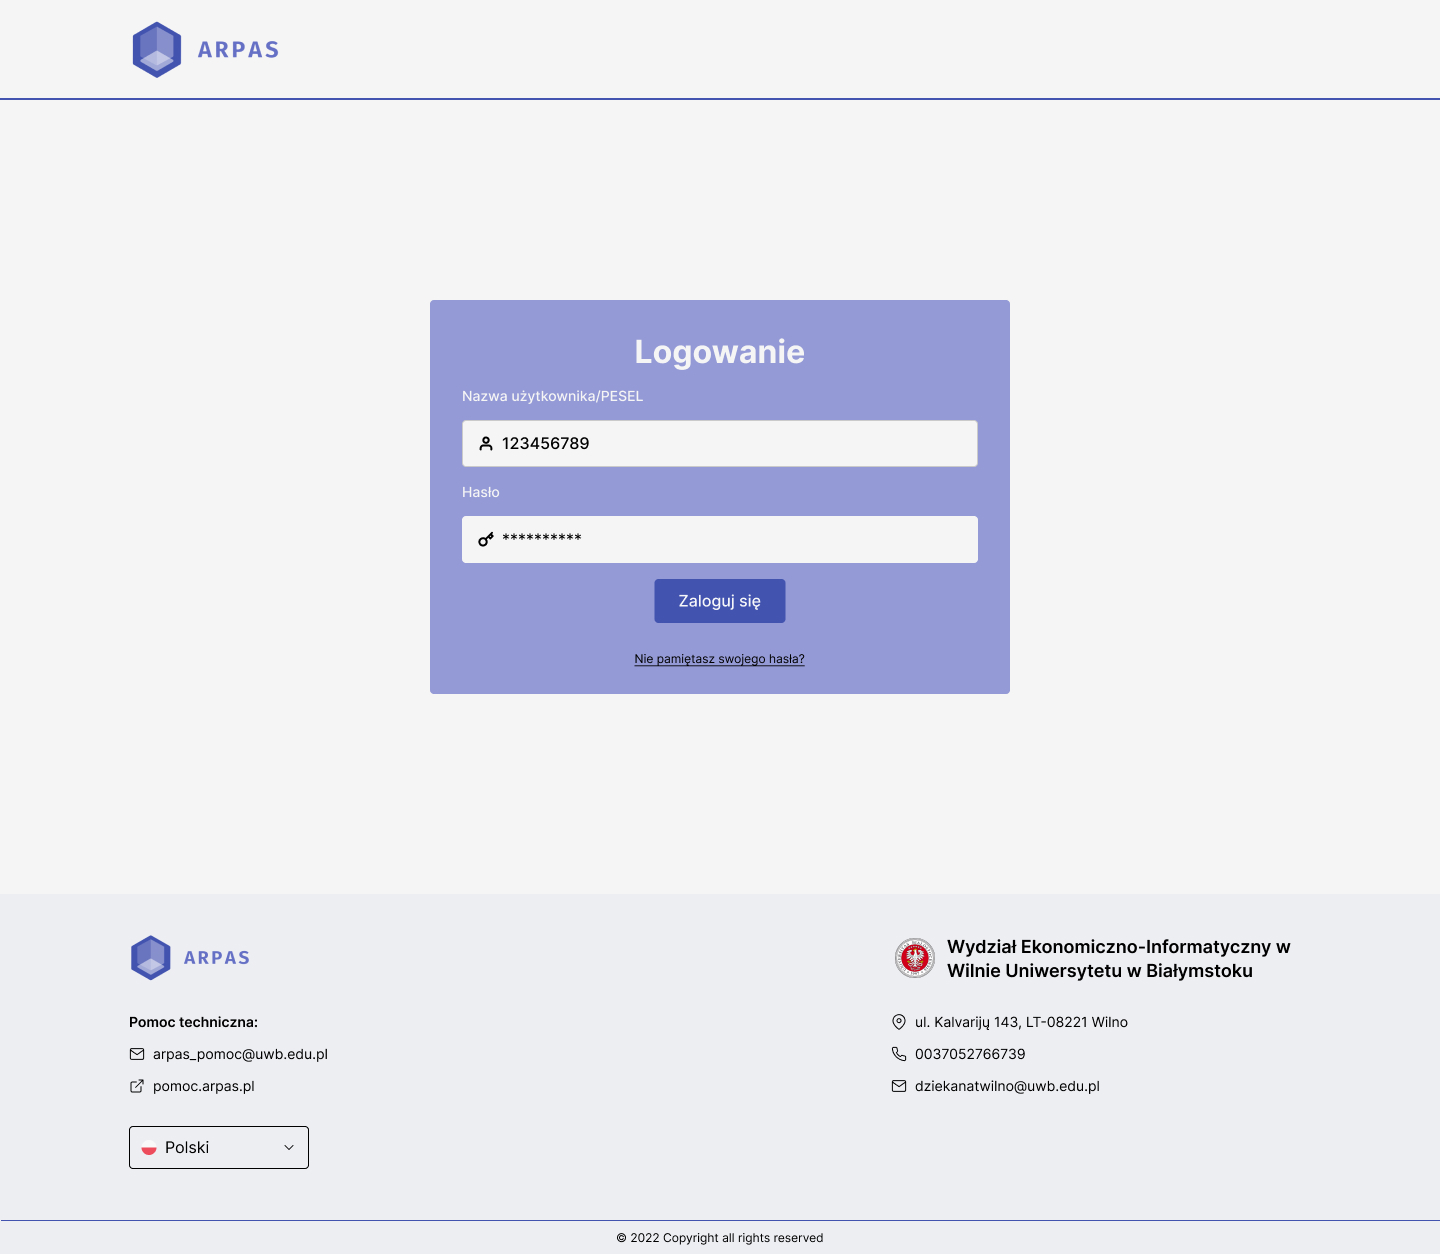 ARPAS
Logowanie
Nazwa użytkownika/PESEL
123456789
Hasło
**********
Zaloguj się
Nie pamiętasz swojego hasła?
ARPAS
Pomoc techniczna:
arpas_pomoc@uwb.edu.pl
pomoc.arpas.pl
Polski
Wydział Ekonomiczno-Informatyczny w
Wilnie Uniwersytetu w Białymstoku
ul. Kalvarijų 143, LT-08221 Wilno
0037052766739
dziekanatwilno@uwb.edu.pl
© 2022 Copyright all rights reserved